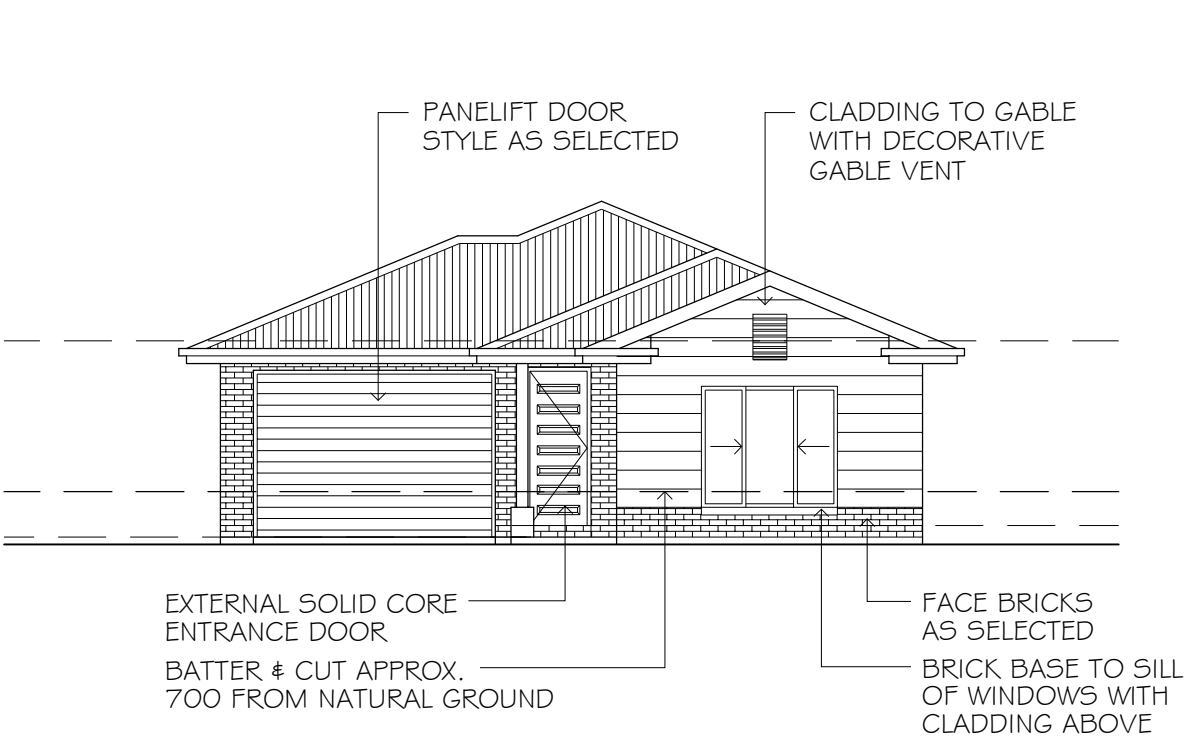 PANELIFT DOOR
STYLE AS SELECTED
CLADDING TO GABLE
WITH DECORATIVE
GABLE VENT
EXTERNAL SOLID CORE
ENTRANCE DOOR
BATTER & CUT APPROX.
700 FROM NATURAL GROUND
FACE BRICKS
AS SELECTED
BRICK BASE TO SILL
OF WINDOWS WITH
CLADDING ABOVE